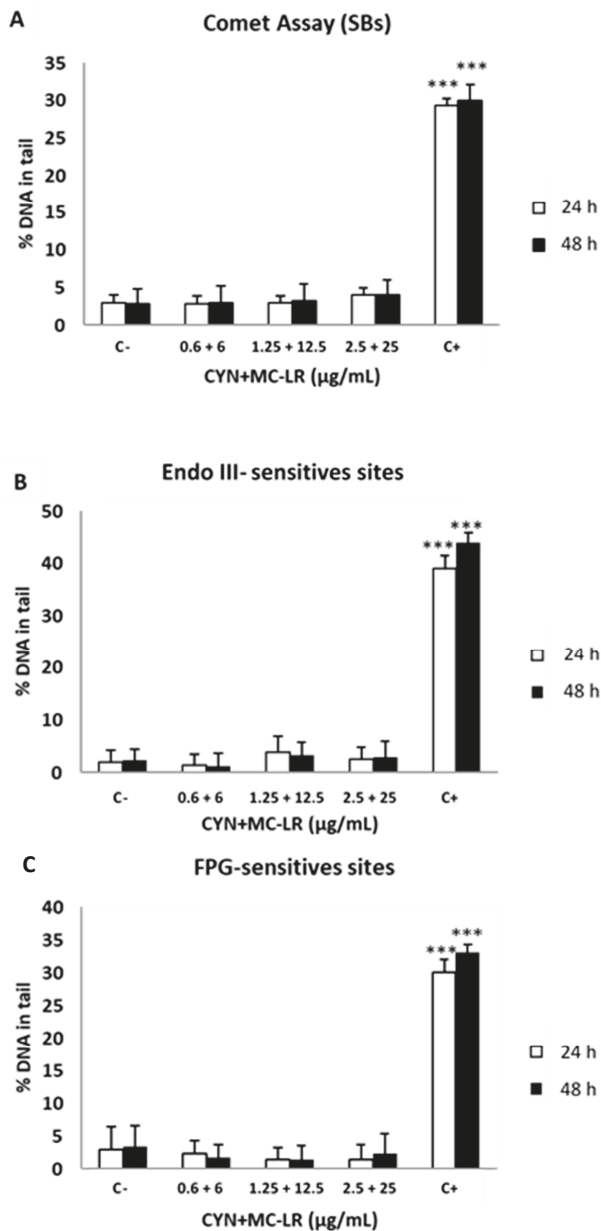 A
Comet Assay (SBs)
35
30
25
20
15
10
5
0
% DNA in tail
*** ***
24 h
48 h
C- 0.6 + 6 1.25 + 12.5 2.5 + 25 C+
CYN+MC-LR (µg/mL)
B
Endo III- sensitives sites
50
40
30
20
10
0
% DNA in tail
*** ***
24 h
48 h
C- 0.6 + 6 1.25 + 12.5 2.5 + 25 C+
CYN+MC-LR (µg/mL)
C
FPG-sensitives sites
40
35
30
25
20
15
10
5
0
% DNA in tail
*** ***
24 h
48 h
C- 0.6 + 6 1.25 + 12.5 2.5 + 25 C+
CYN+MC-LR (µg/mL)